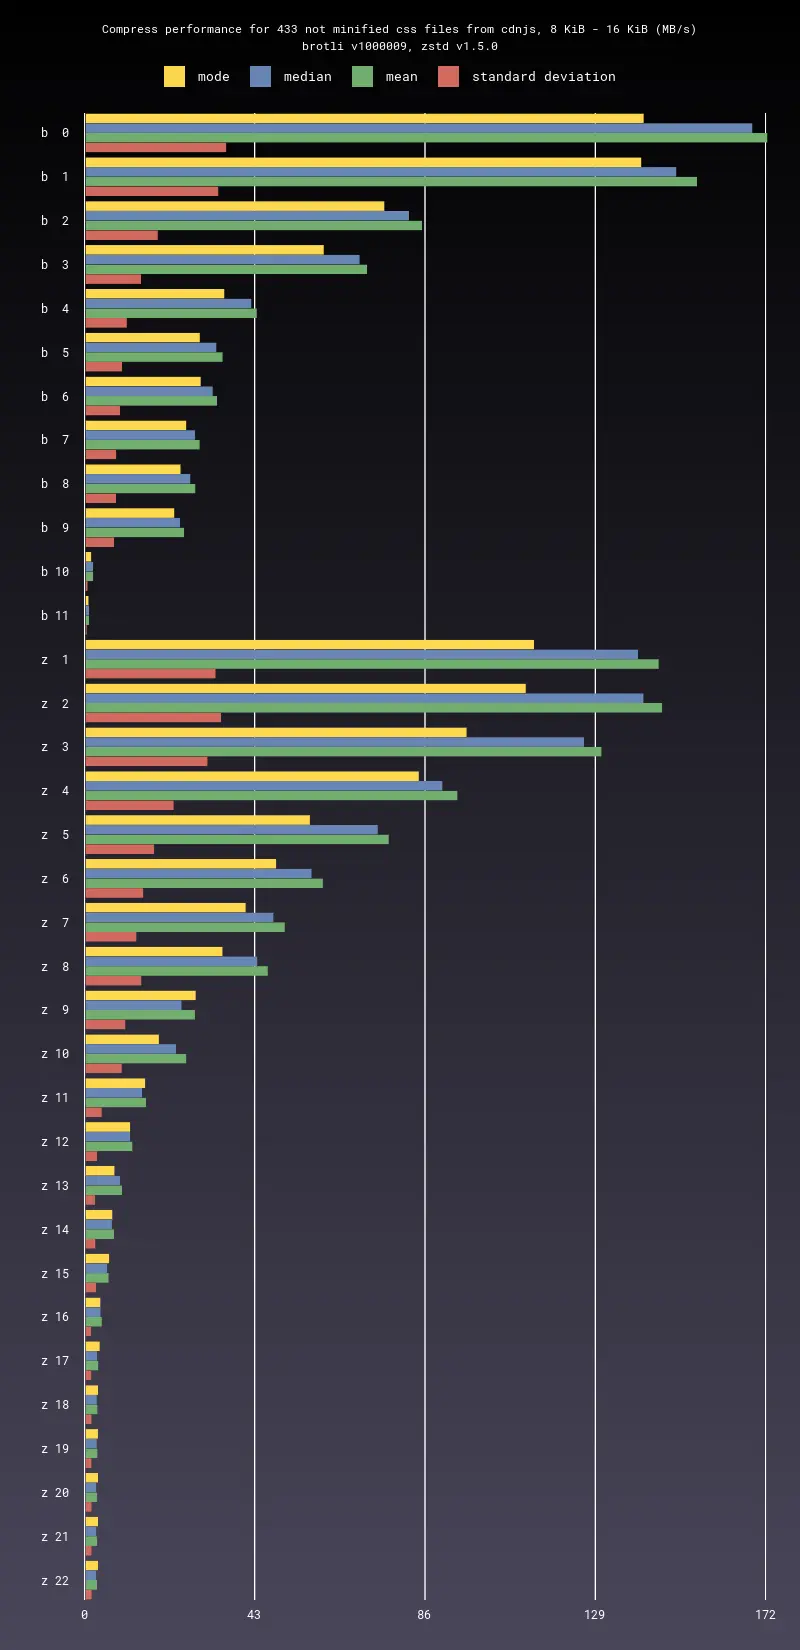 Compress performance for 433 not minified css files from cdnjs, 8 KiB - 16 KiB (MB/s)
brotli v1000009, zstd v1.5.0
mode median mean standard deviation
b 0
b 1
b 2
b 3
b 4
b 5
b 6
b 7
b 8
b 9
b 10
b 11
z 1
z 2
z 3
z 4
z 5
z 6
z 7
z 8
z 9
z 10
z 11
z 12
z 13
z 14
z 15
z 16
z 17
z 18
z 19
z 20
z 21
z 22
0 43 86 129 172